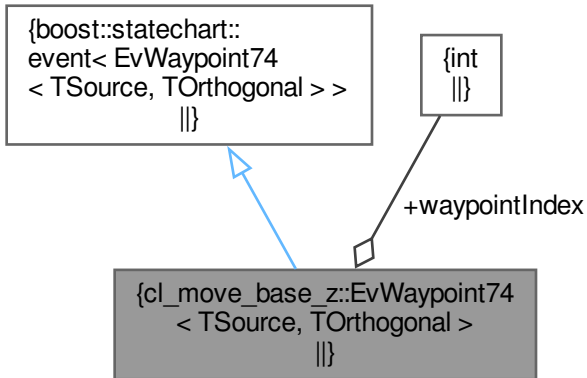 {boost::statechart::
event< EvWaypoint74
< TSource, TOrthogonal > >
||}
{int
||}
+waypointIndex
{cl_move_base_z::EvWaypoint74
< TSource, TOrthogonal >
||}